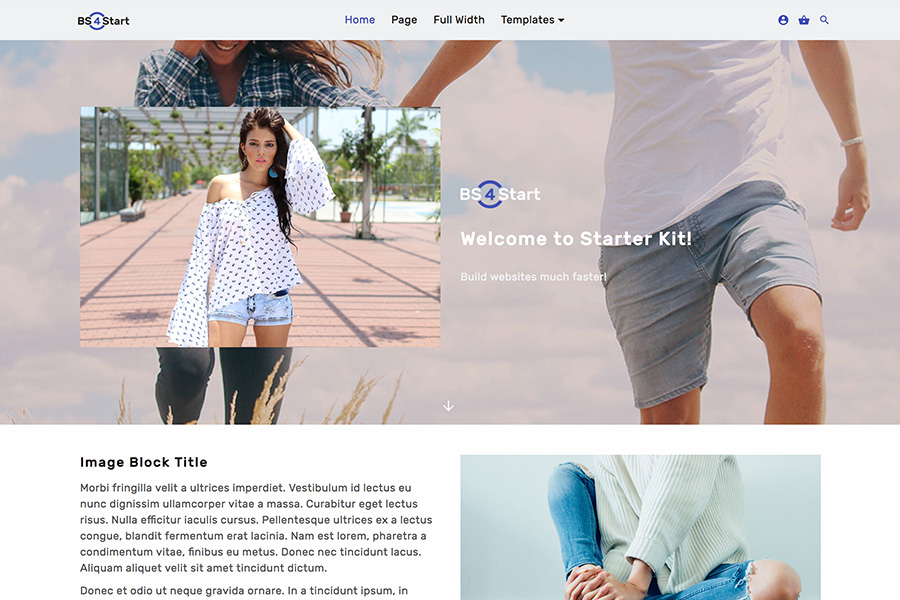 BS4Start
Home Page Full Width Templates
BS4Start
Welcome to Starter Kit!
Build websites much faster!
Image Block Title
Morbi fringilla velit a ultrices imperdiet. Vestibulum id lectus eu
nunc dignissim ullamcorper vitae a massa. Curabitur eget lectus
risus. Nulla efficitur iaculis cursus. Pellentesque ultrices ex a lectus
congue, blandit fermentum erat lacinia. Nam est lorem, pharetra a
condimentum vitae, finibus eu metus. Donec nec tincidunt lacus.
Aliquam aliquet velit sit amet tincidunt dictum.
Donec et odio ut neque gravida ornare. In a tincidunt ipsum, in